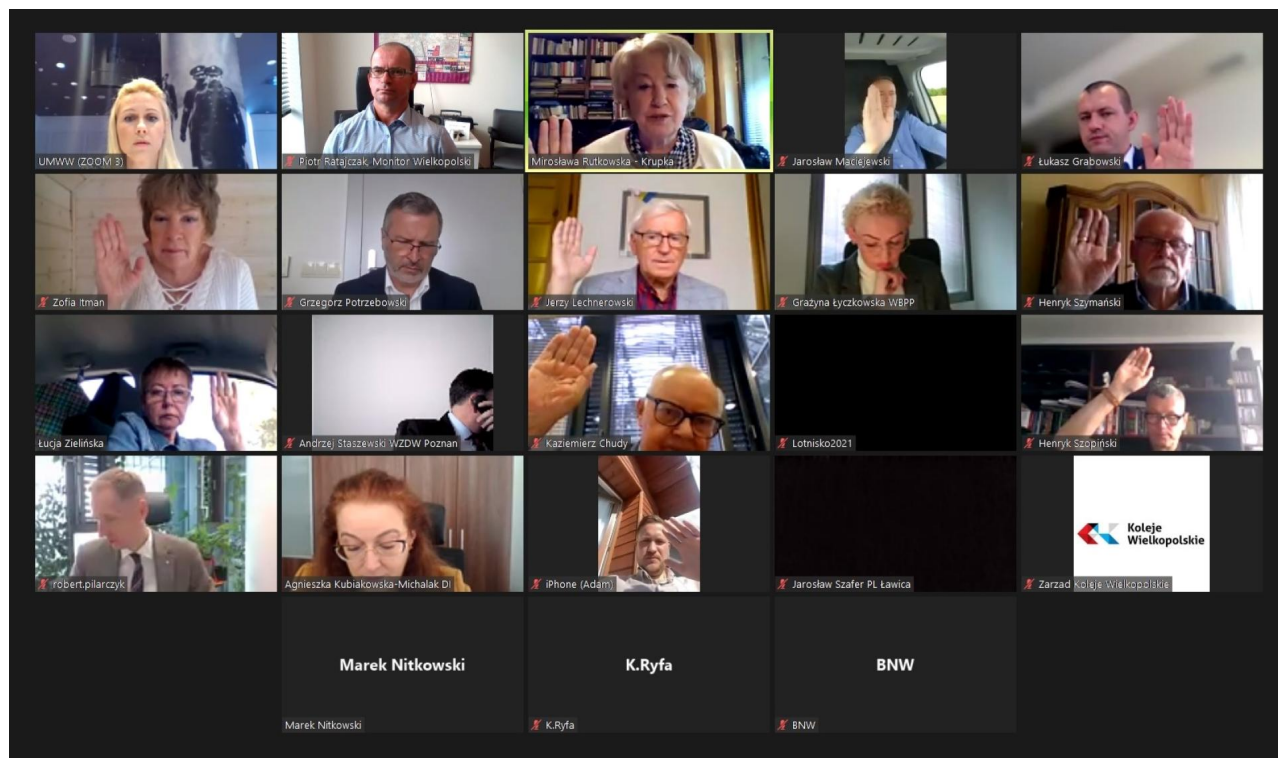 UMWW (ZOOM 3)
Piotr Ratajczak, Monitor Wielkopolski
Mirosława Rutkowska - Krupka
Jarosław Maciejewski
Łukasz Grabowski
Zofia Itman
Grzegorz Potrzebowski
Jerzy Lechnerowski
Grażyna Łyczkowska WBPP
Henryk Szymański
Łucja Zielińska
Andrzej Staszewski WZDW Poznan
Kaziemierz Chudy
Lotnisko2021
Henryk Szopiński
robert.pilarczyk
Agnieszka Kubiakowska-Michalak DI
iPhone (Adam)
Jarosław Szafer PL Ławica
Koleje
Wielkopolskie
Zarzad Koleje Wielkopolskie
Marek Nitkowski
K.Ryfa
BNW
Marek Nitkowski
K.Ryfa
BNW